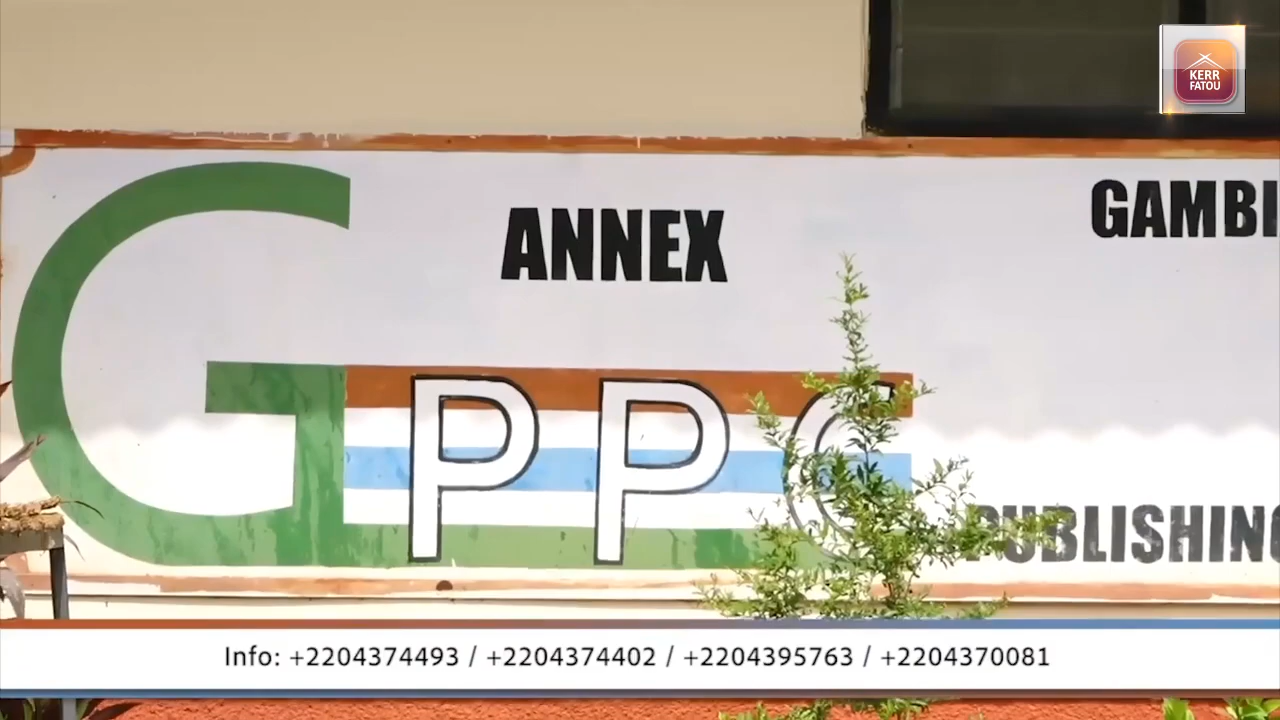 KERR
FATOU
ANNEX
GAMBI
GPPC
PUBLISHING
Info: +2204374493 / +2204374402 / +2204395763 / +2204370081